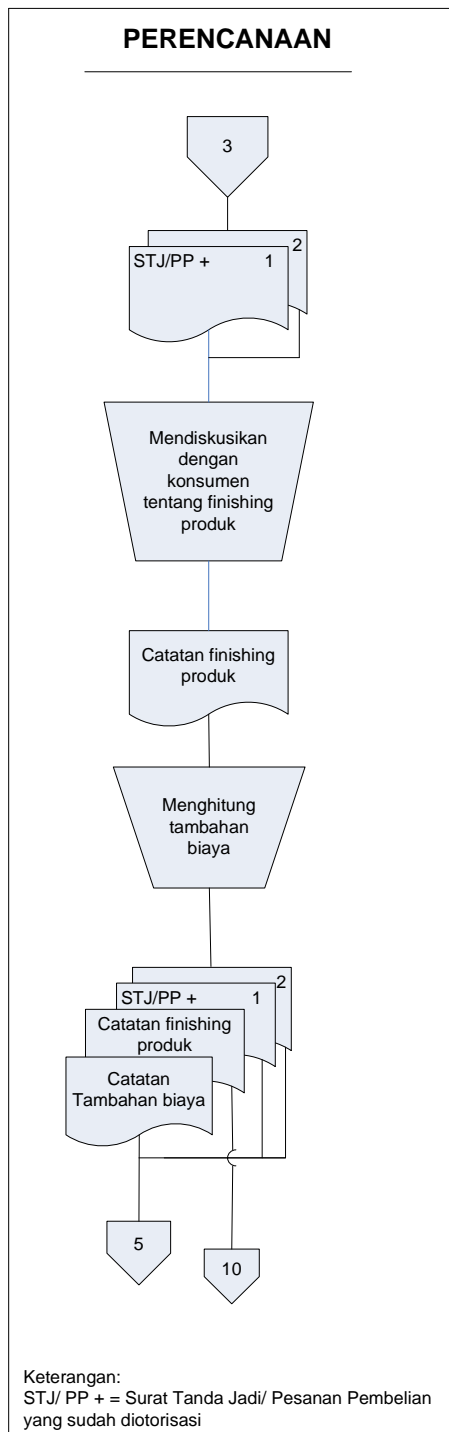 PERENCANAAN
3
2
STJ/PP + 1
Mendiskusikan
dengan
konsumen
tentang finishing
produk
Catatan finishing
produk
Menghitung
tambahan
biaya
2
STJ/PP + 1
Catatan finishing
produk
Catatan
Tambahan biaya
5
10
Keterangan:
STJ/ PP + = Surat Tanda Jadi/ Pesanan Pembelian
yang sudah diotorisasi